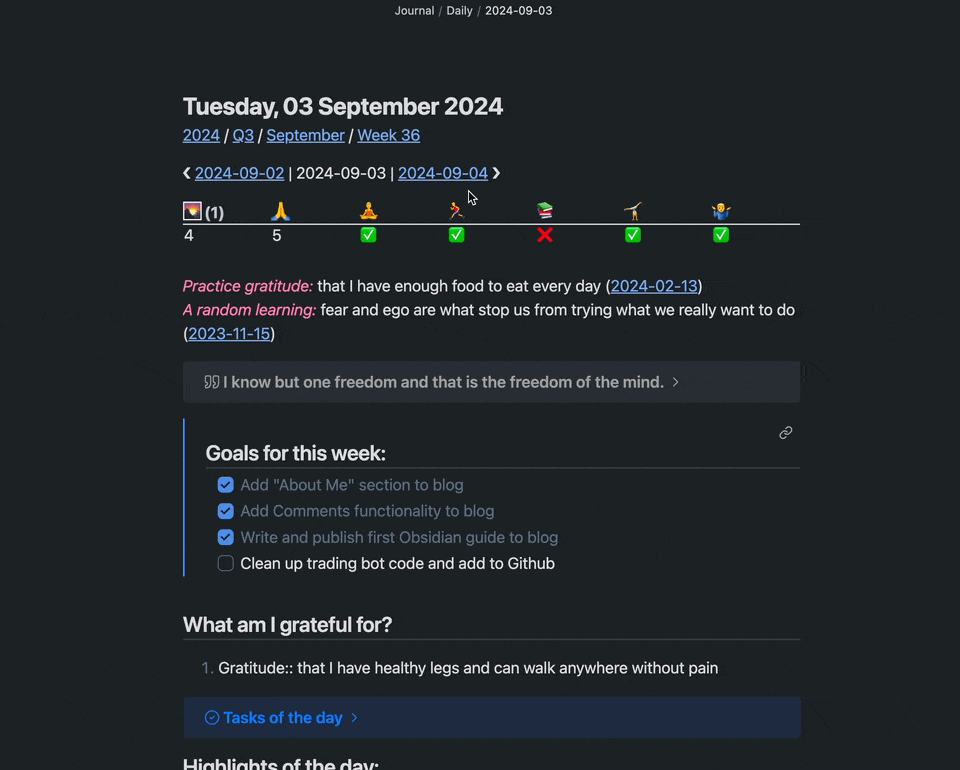 Journal / Daily / 2024-09-03
Tuesday, 03 September 2024
2024 / Q3 / September / Week 36
❮ 2024-09-02 | 2024-09-03 | 2024-09-04 ❯
🌄 (1) 🙏 🧘 🏃 📚 🤸 🤷
4 5 ✅ ✅ ❌ ✅ ✅
Practice gratitude: that I have enough food to eat every day (2024-02-13)
A random learning: fear and ego are what stop us from trying what we really want to do
(2023-11-15)
I know but one freedom and that is the freedom of the mind. >
Goals for this week:
Add "About Me" section to blog
Add Comments functionality to blog
Write and publish first Obsidian guide to blog
Clean up trading bot code and add to Github
What am I grateful for?
1. Gratitude:: that I have healthy legs and can walk anywhere without pain
Tasks of the day >
Highlights of the day: